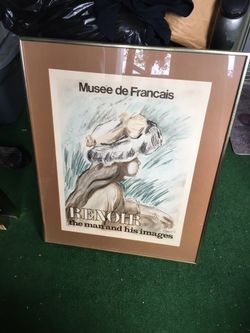 Musee de Francais
RENOIR
the man and his images